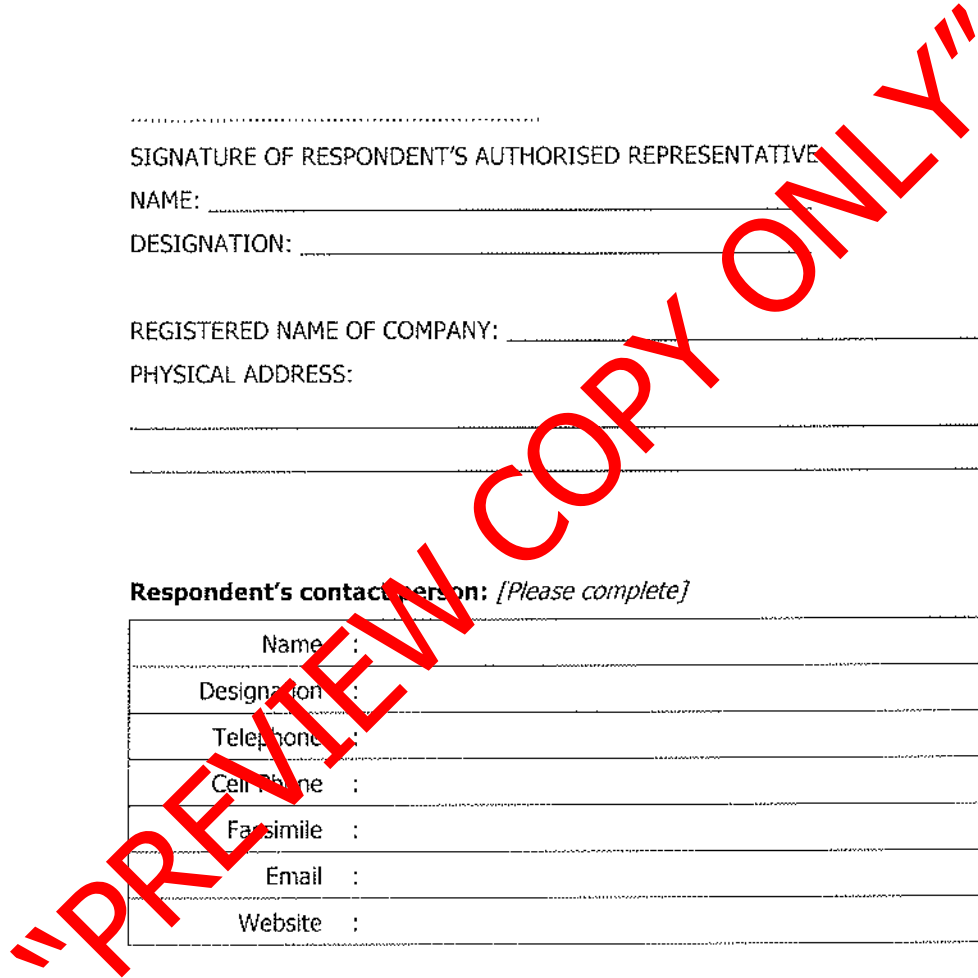 SIGNATURE OF RESPONDENT'S AUTHORISED REPRESENTATIVE
NAME:
DESIGNATION:
REGISTERED NAME OF COMPANY:
PHYSICAL ADDRESS:
Respondent's contact person: [Please complete]
Name :
Designation :
Telephone :
Cell Phone :
Facsimile :
Email :
Website :
"PREVIEW COPY ONLY"